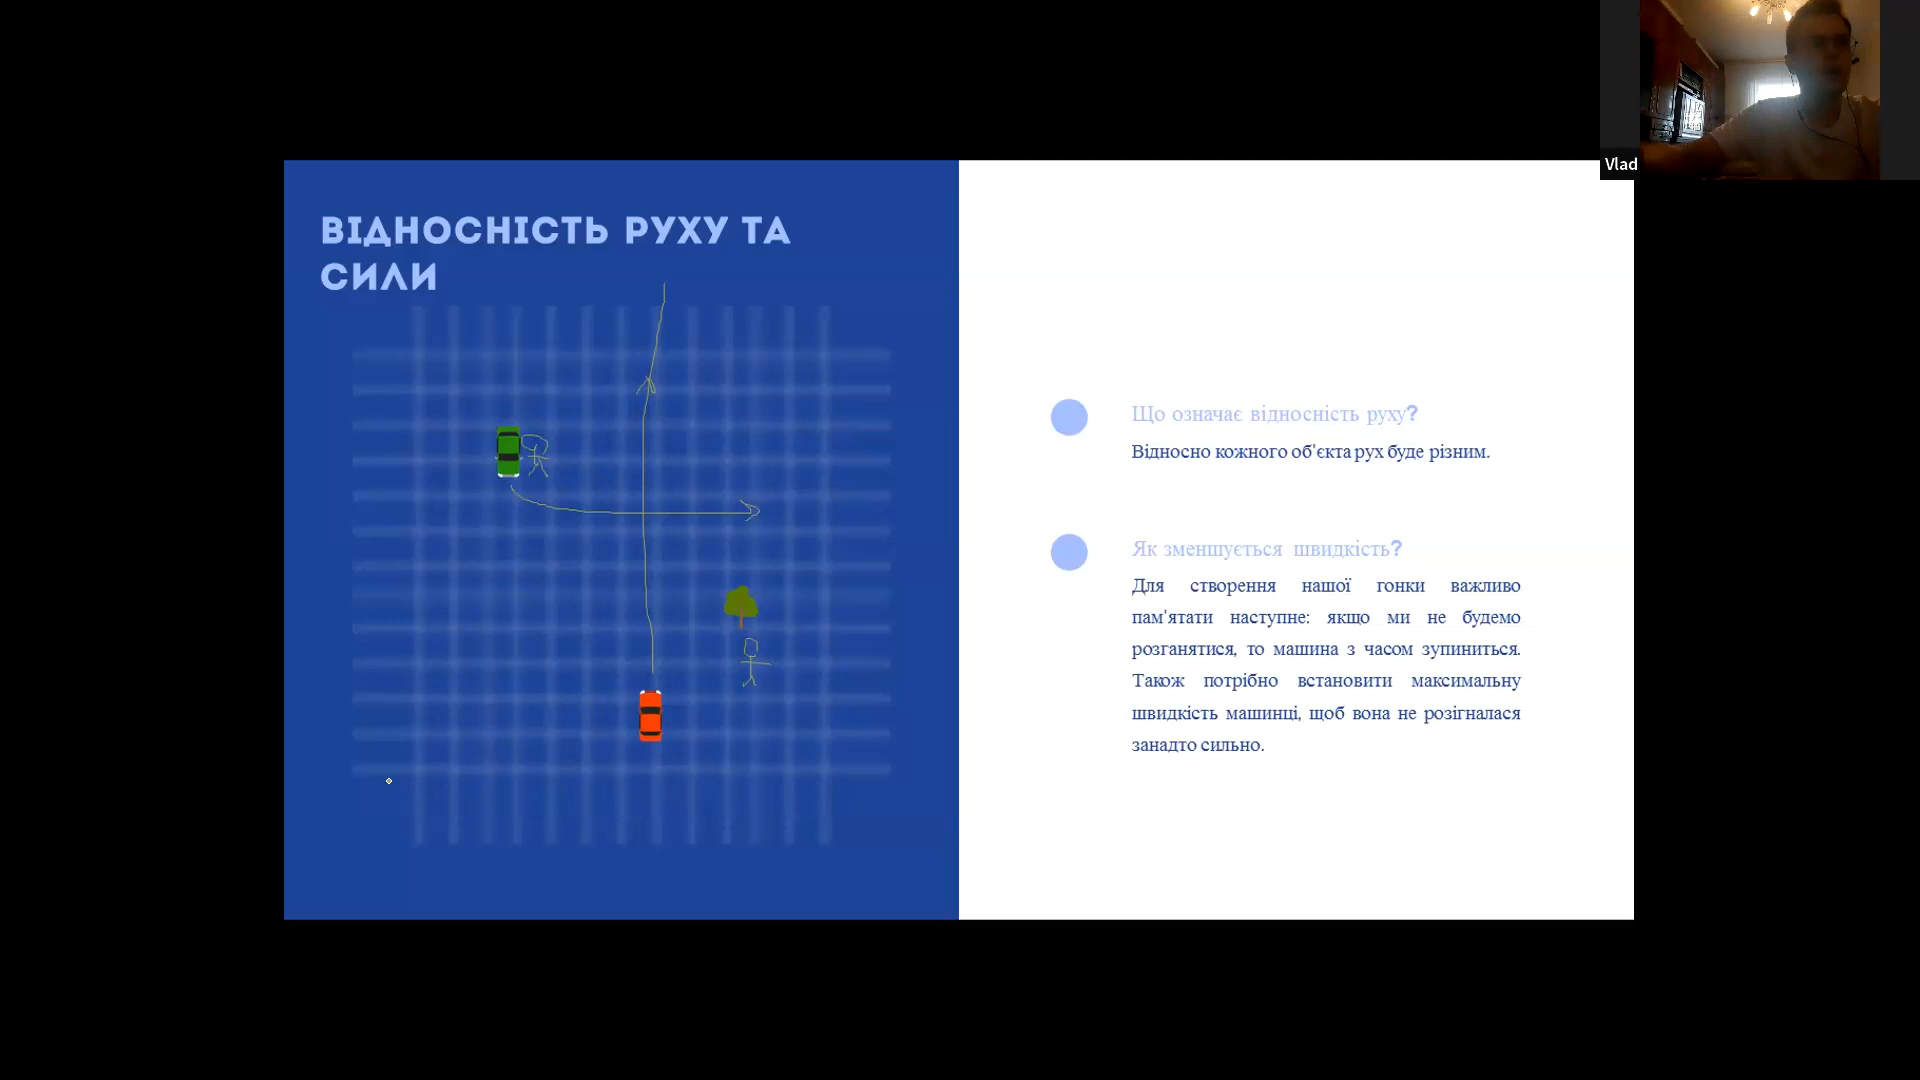 Vlad
ВІДНОСНІСТЬ РУХУ ТА
СИЛИ
Що означає відносність руху?
Відносно кожного об'єкта рух буде різним.
Як зменшується швидкість?
Для створення нашої гонки важливо
пам'ятати наступне: якщо ми не будемо
розганятися, то машина з часом зупиниться.
Також потрібно встановити максимальну
швидкість машинці, щоб вона не розігналася
занадто сильно.